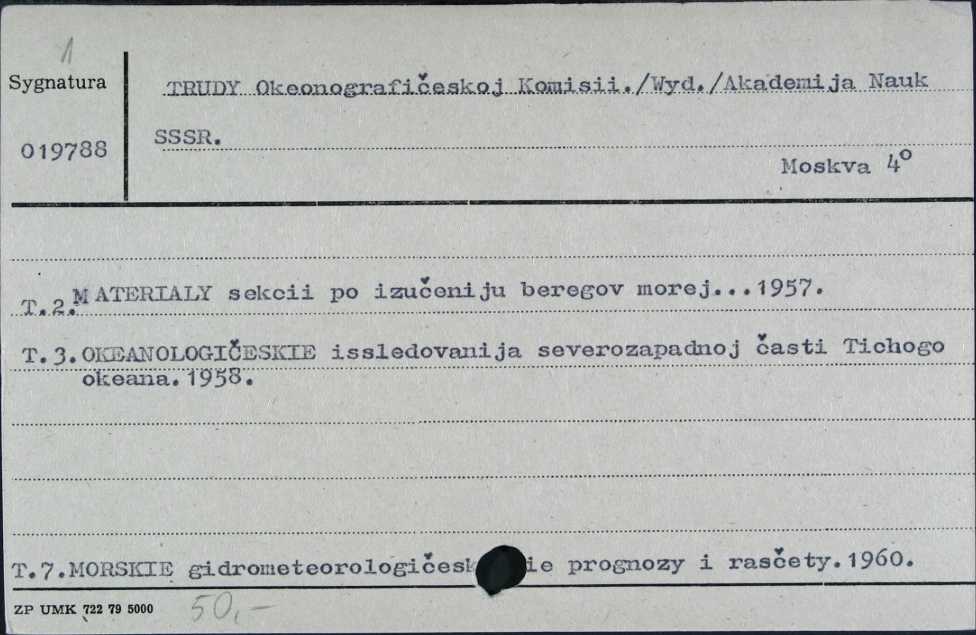 1
Sygnatura
TRUDY Okeonografičeskoj Komisii./Wyd./Akademija Nauk
019788
SSSR.
Moskva 4°
T.2.MATERIALY sekcii po izučeniju beregov morej...1957.
T.3.OKEANOLOGIČESKIE issledovanija severozapadnoj časti Tichogo
okeana.1958.
T.7.MORSKIE gidrometeorologičesk ie prognozy i rasčety.1960.
ZP UMK 722 79 5000
50,-